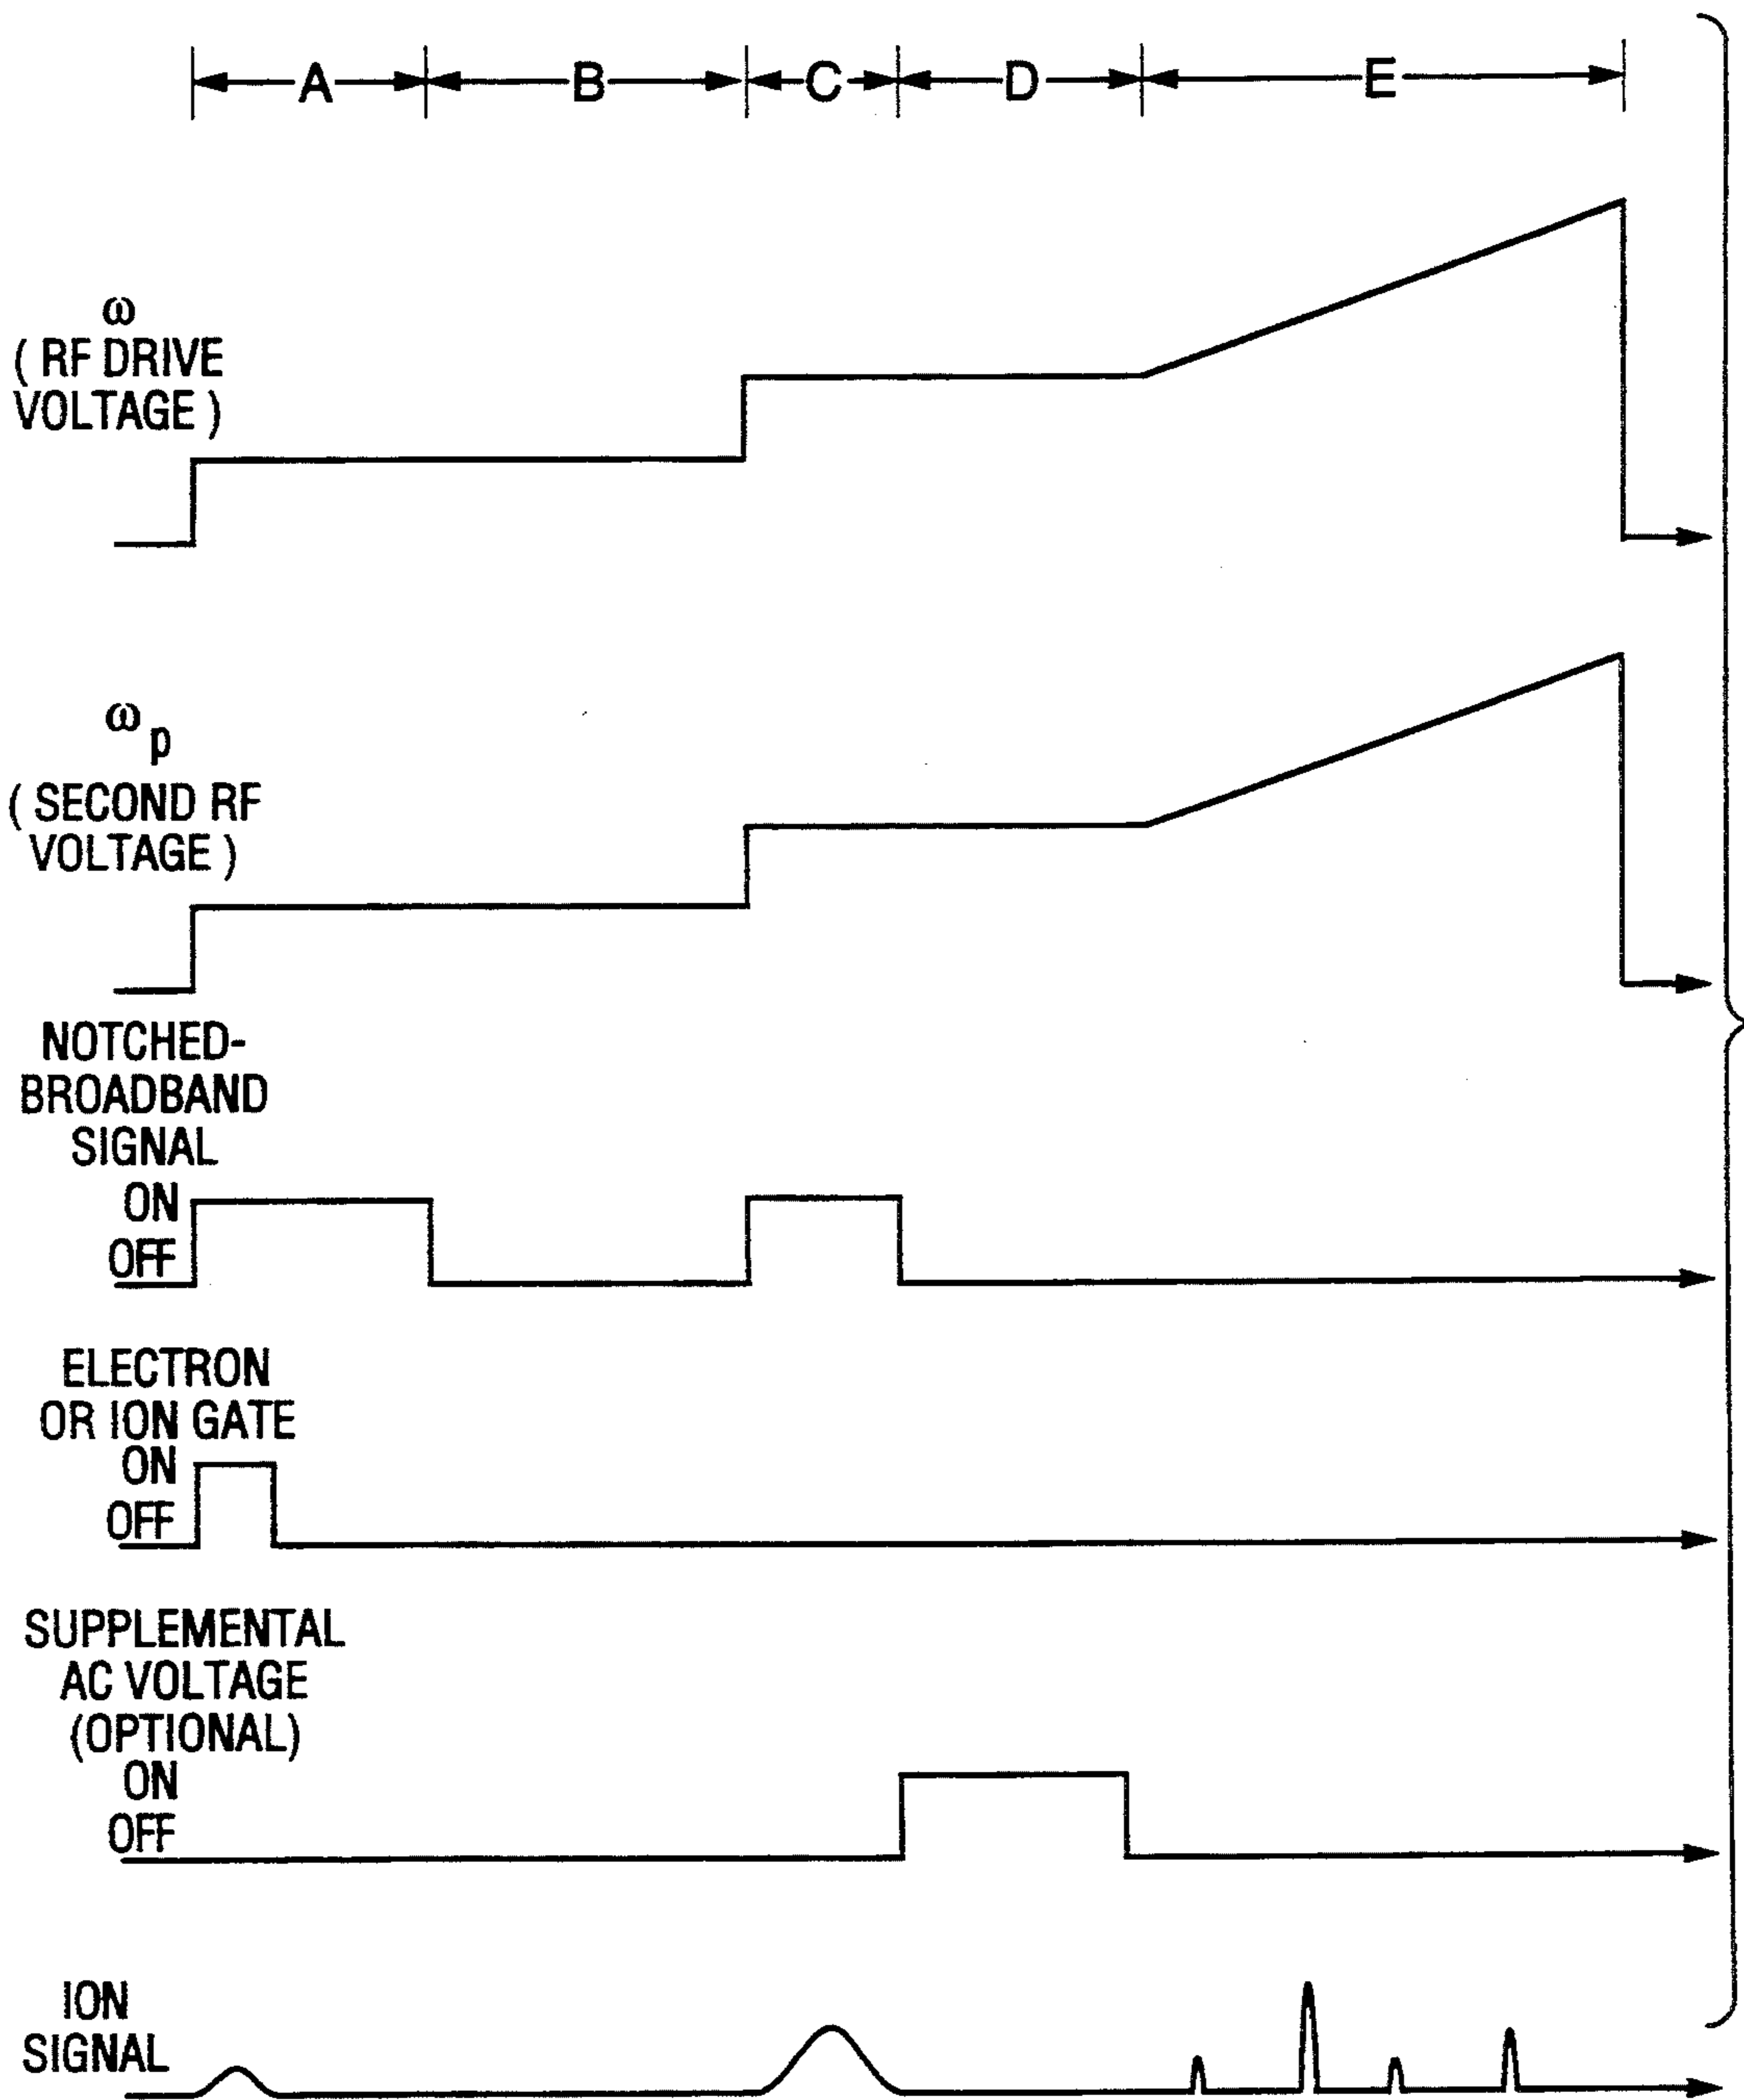 A B C D E
ω
( RF DRIVE
VOLTAGE )
ω p
( SECOND RF
VOLTAGE )
NOTCHED-
BROADBAND
SIGNAL
ON
OFF
ELECTRON
OR ION GATE
ON
OFF
SUPPLEMENTAL
AC VOLTAGE
(OPTIONAL)
ON
OFF
ION
SIGNAL